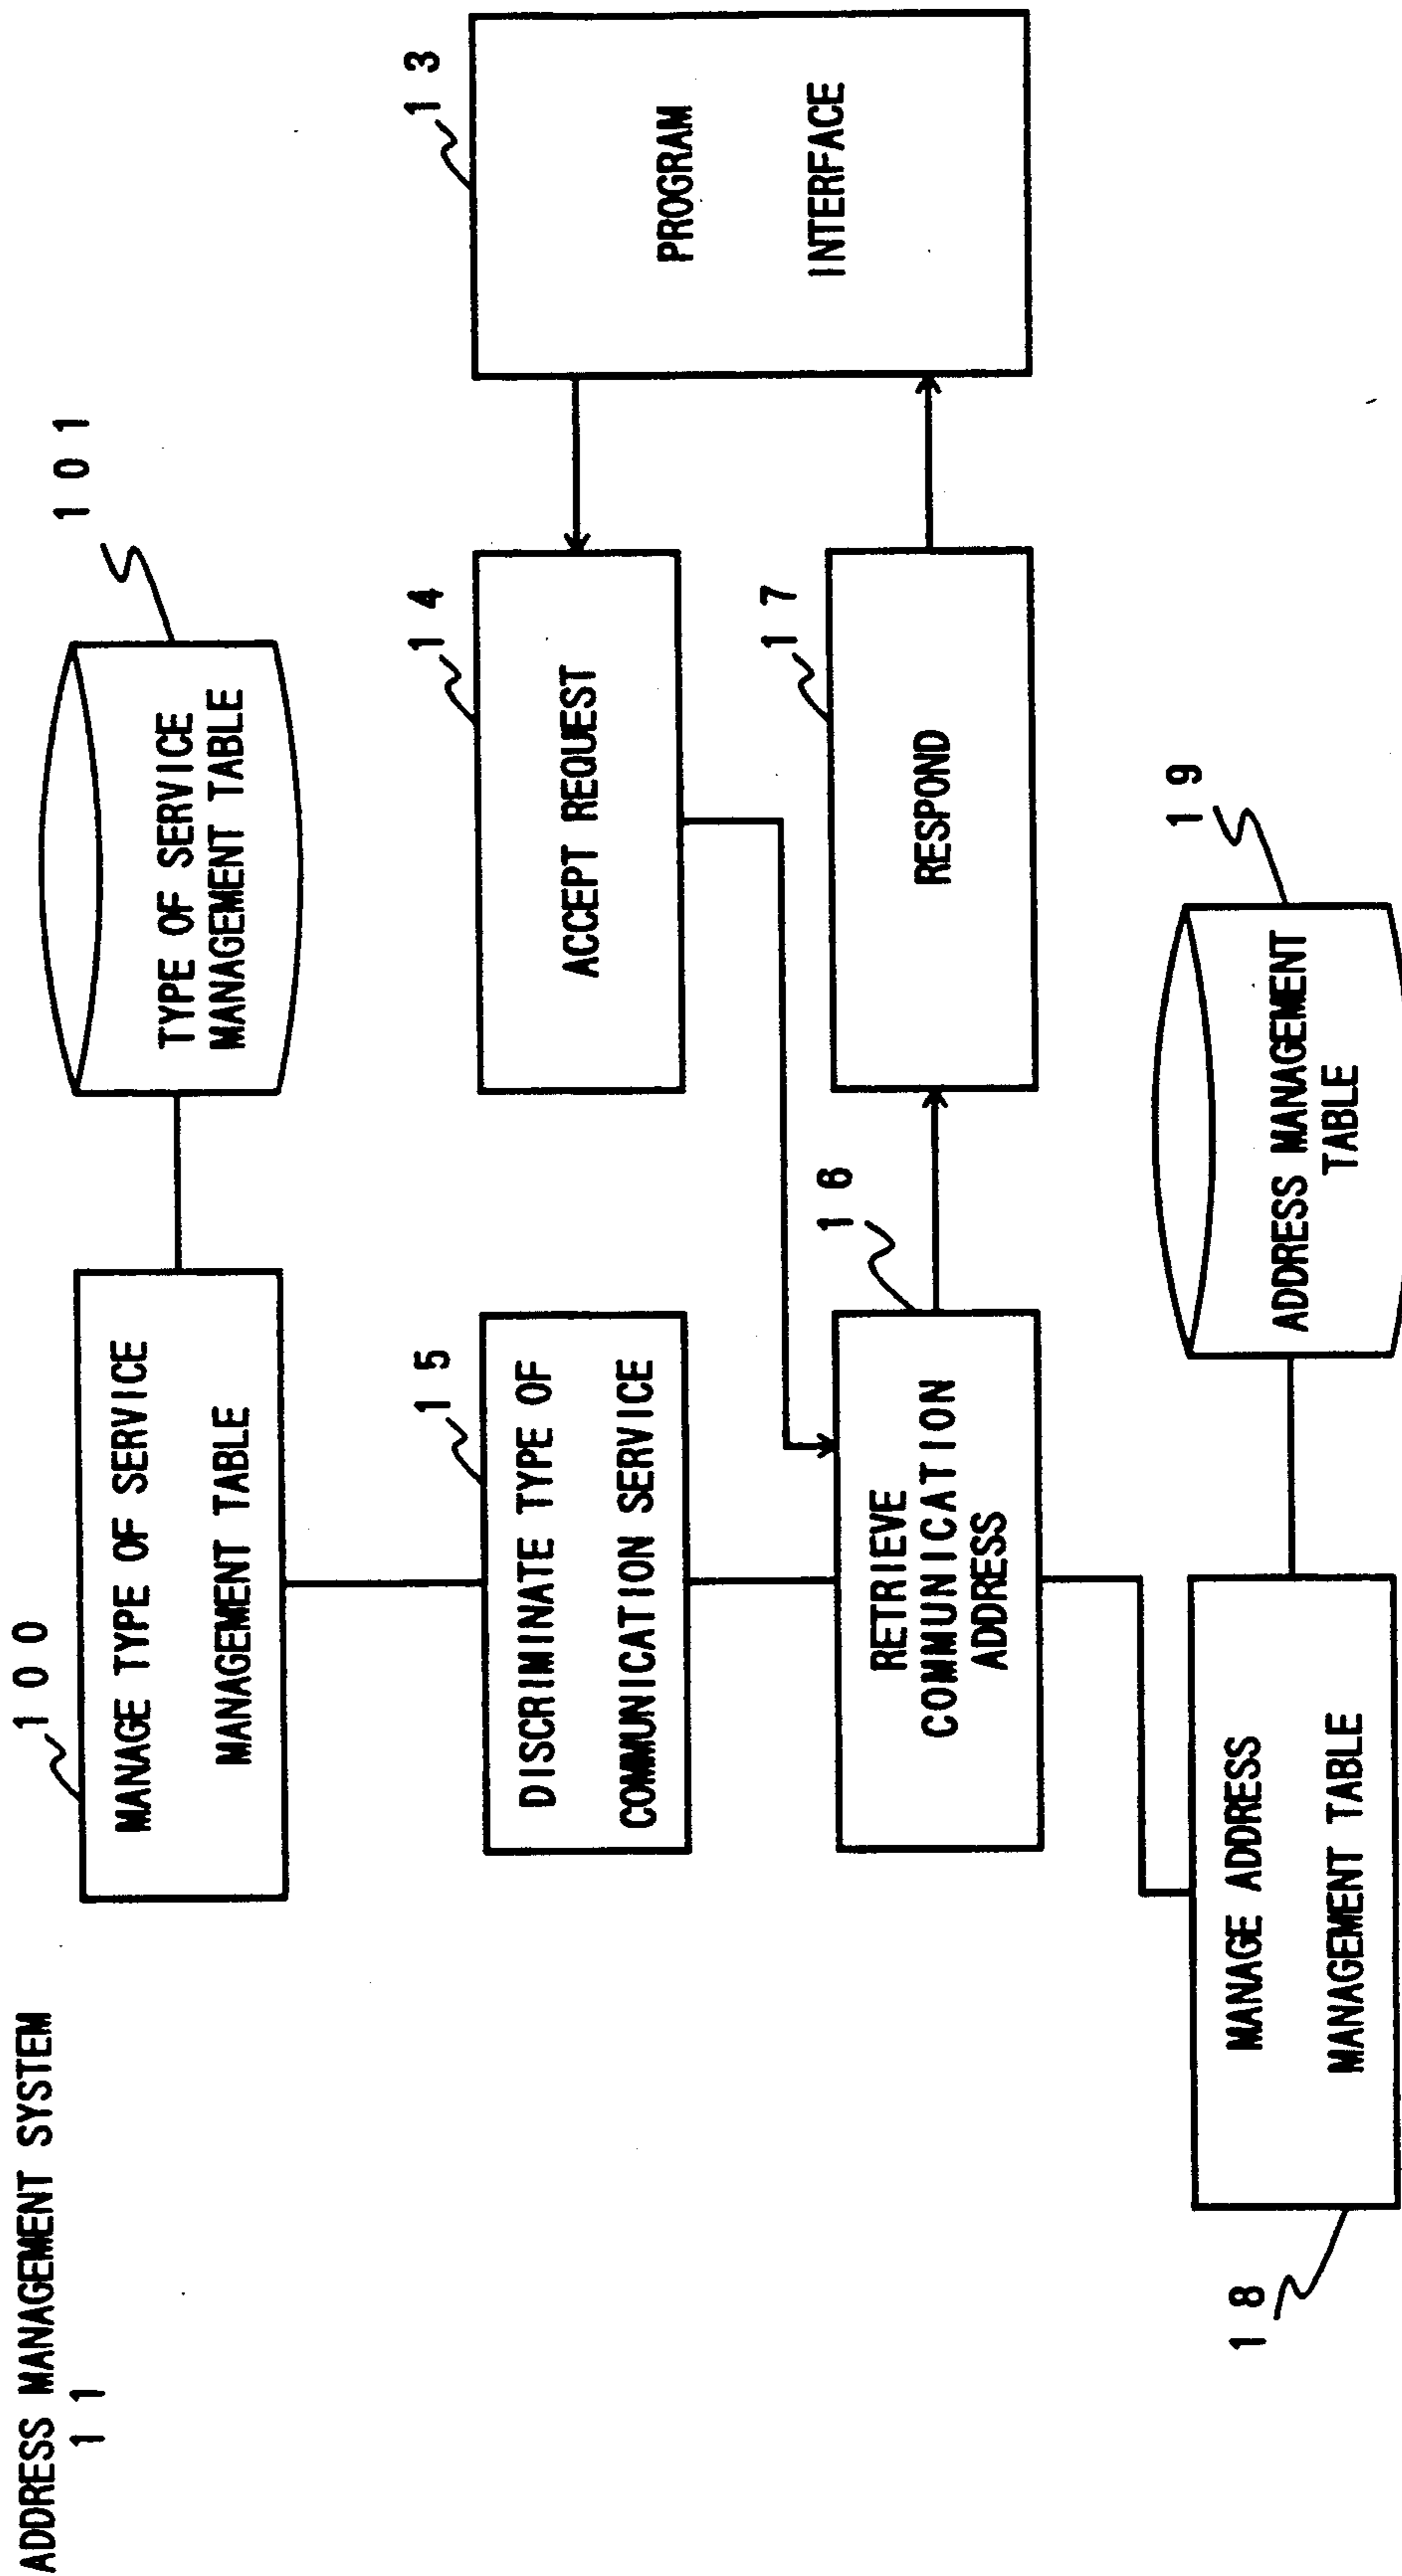 ADDRESS MANAGEMENT SYSTEM
11
100
MANAGE TYPE OF SERVICE
MANAGEMENT TABLE
101
TYPE OF SERVICE
MANAGEMENT TABLE
15
DISCRIMINATE TYPE OF
COMMUNICATION SERVICE
14
ACCEPT REQUEST
13
PROGRAM
INTERFACE
16
RETRIEVE
COMMUNICATION
ADDRESS
17
RESPOND
18
MANAGE ADDRESS
MANAGEMENT TABLE
19
ADDRESS MANAGEMENT
TABLE